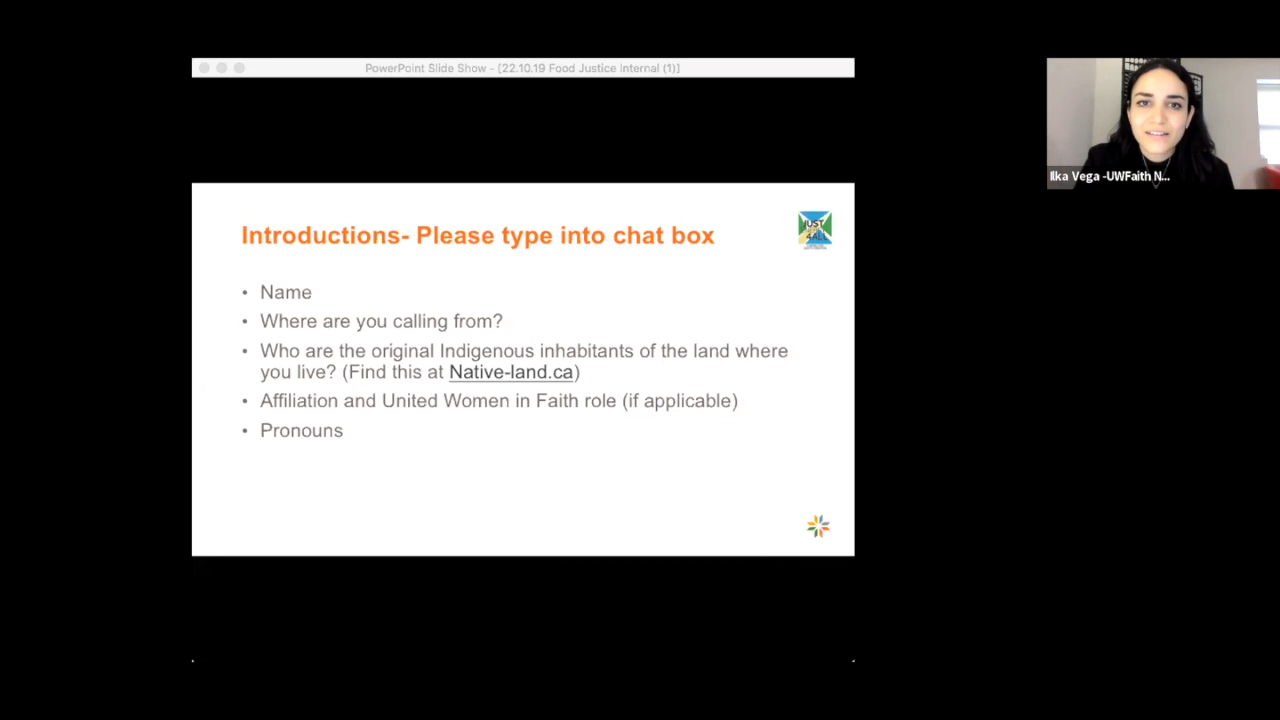 PowerPoint Slide Show - [22.10.19 Food Justice Internal (1)]
Introductions- Please type into chat box
JUST
4ALL
• Name
• Where are you calling from?
• Who are the original Indigenous inhabitants of the land where
you live? (Find this at Native-land.ca)
• Affiliation and United Women in Faith role (if applicable)
• Pronouns
Ilka Vega -UWFaith N...